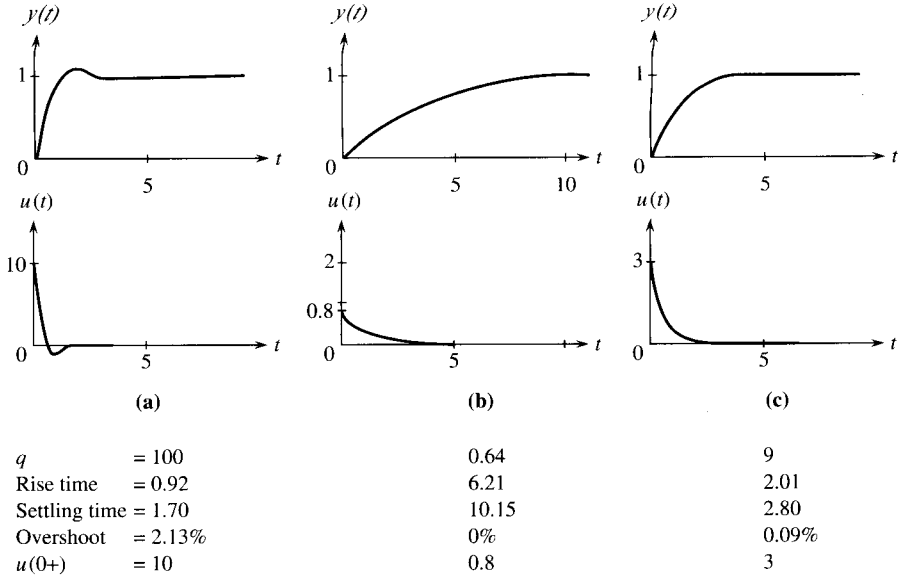 y(t) y(t) y(t)
1 1 1
0 0 0
5 t 5 10 t 5 t
u(t) u(t) u(t)
10 2 3
0.8
0 5 t 0 5 10 t 0 5 t
(a) (b) (c)
q = 100 0.64 9
Rise time = 0.92 6.21 2.01
Settling time = 1.70 10.15 2.80
Overshoot = 2.13% 0% 0.09%
u(0+) = 10 0.8 3